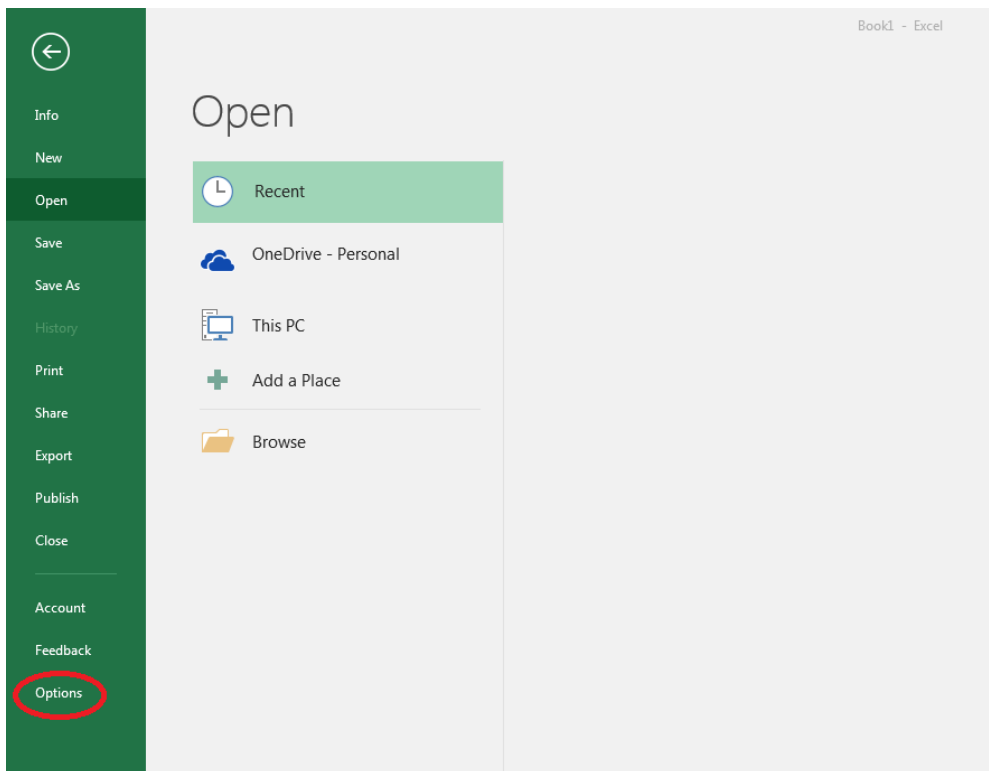 Book1 - Excel
Info
New
Open
Save
Save As
History
Print
Share
Export
Publish
Close
Account
Feedback
Options
Open
Recent
OneDrive - Personal
This PC
Add a Place
Browse